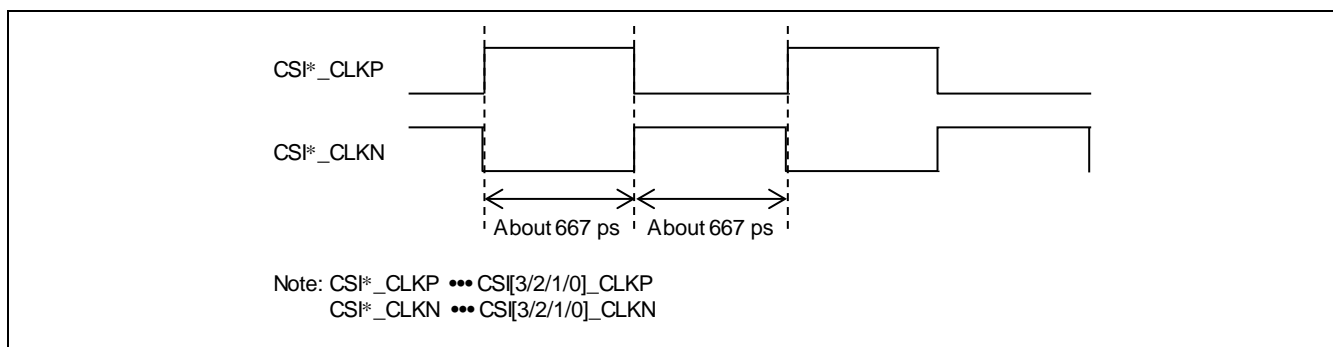 CSI*_CLKP
CSI*_CLKN
About 667 ps About 667 ps
Note: CSI*_CLKP ••• CSI[3/2/1/0]_CLKP
CSI*_CLKN ••• CSI[3/2/1/0]_CLKN